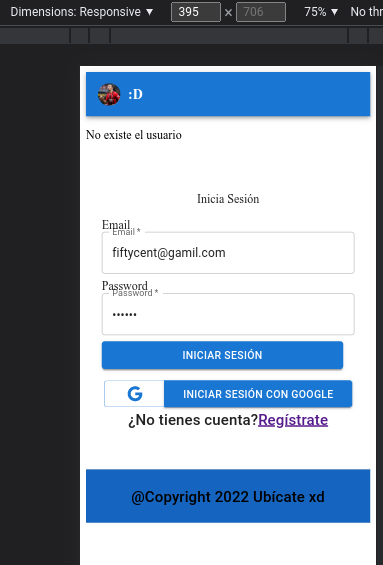 Dimensions: Responsive ▼ 395 × 706 75% ▼ No thr
:D
No existe el usuario
Inicia Sesión
Email
Email *
fiftycent@gamil.com
Password
Password *
••••••
INICIAR SESIÓN
G INICIAR SESIÓN CON GOOGLE
¿No tienes cuenta?Regístrate
@Copyright 2022 Ubícate xd